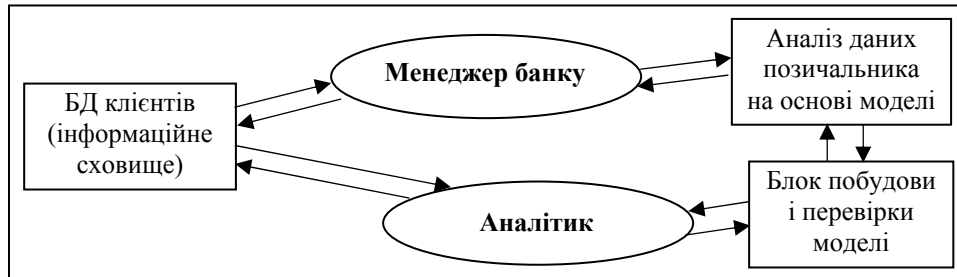 Менеджер банку
Аналіз даних
позичальника
на основі моделі
БД клієнтів
(інформаційне
сховище)
Аналітик
Блок побудови
і перевірки
моделі